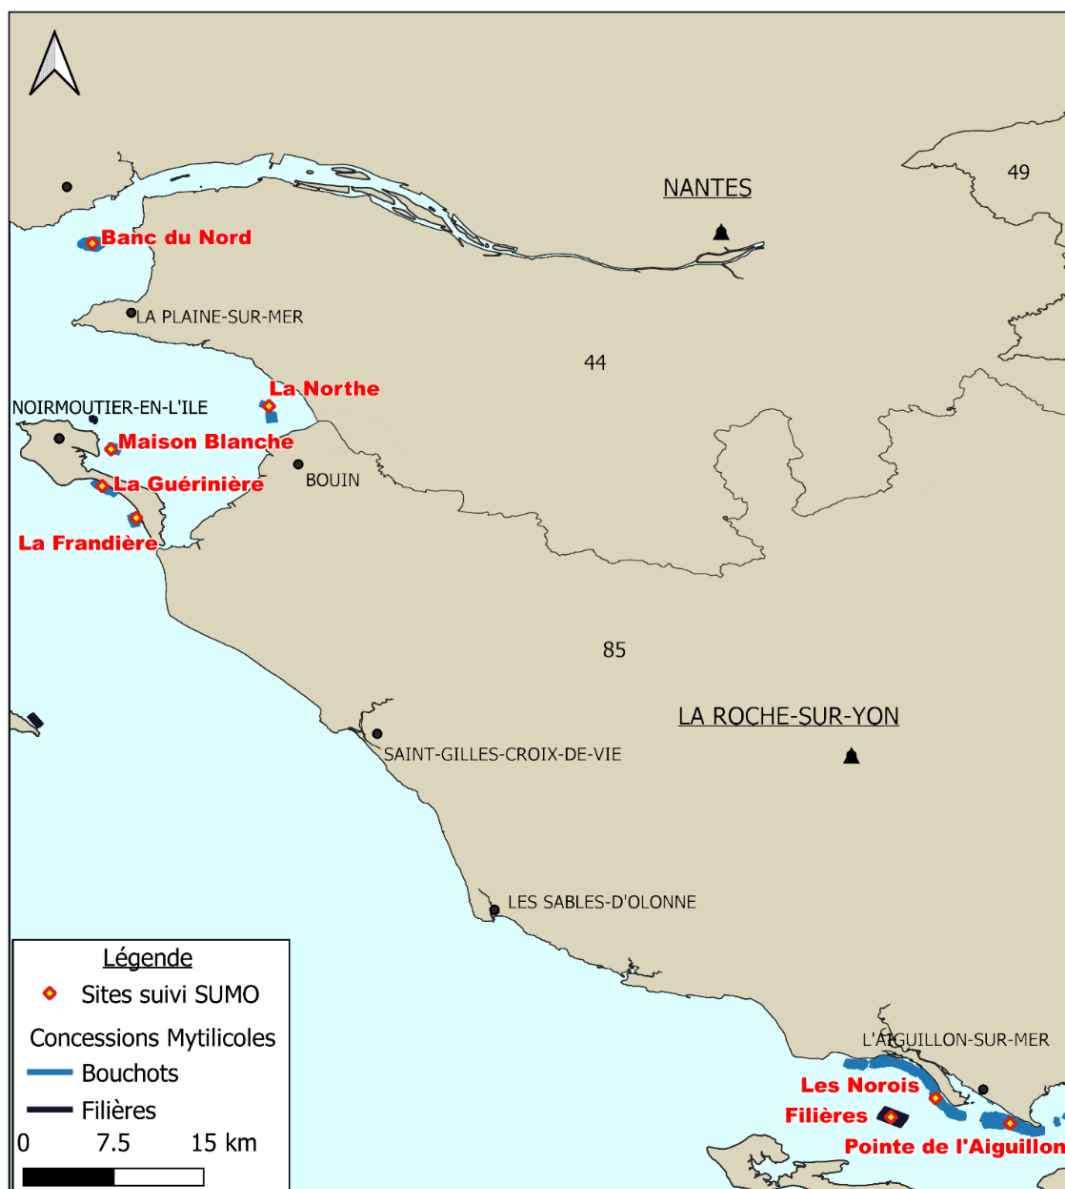 49
NANTES
Banc du Nord
LA PLAINE-SUR-MER
44
La Northe
NOIRMOUTIER-EN-L'ILE
Maison Blanche
BOUIN
La Guérinière
La Frandière
85
LA ROCHE-SUR-YON
SAINT-GILLES-CROIX-DE-VIE
LES SABLES-D'OLONNE
L'AIGUILLON-SUR-MER
Les Norois
Filières
Pointe de l'Aiguillon
Légende
Sites suivi SUMO
Concessions Mytilicoles
Bouchots
Filières
0 7.5 15 km